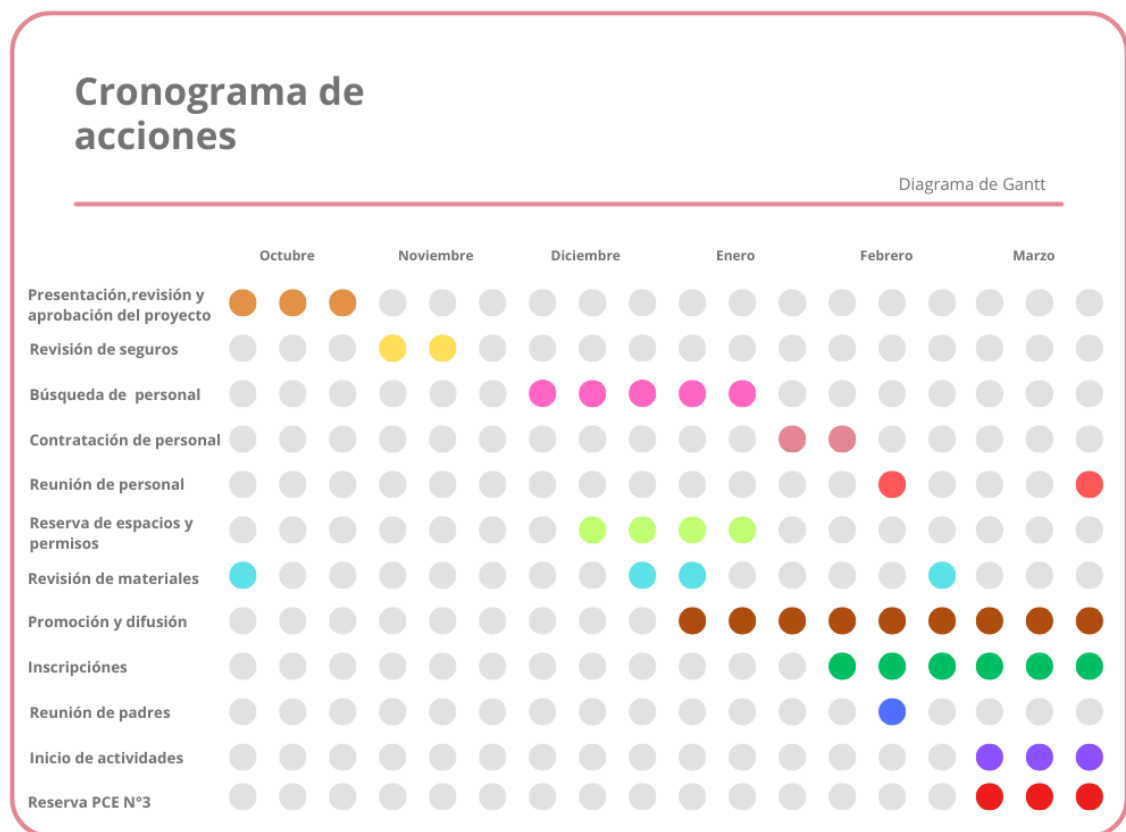 Cronograma de
acciones
Diagrama de Gantt
Octubre
Noviembre
Diciembre
Enero
Febrero
Marzo
Presentación,revisión y
aprobación del proyecto
Revisión de seguros
Búsqueda de personal
Contratación de personal
Reunión de personal
Reserva de espacios y
permisos
Revisión de materiales
Promoción y difusión
Inscripciónes
Reunión de padres
Inicio de actividades
Reserva PCE N°3